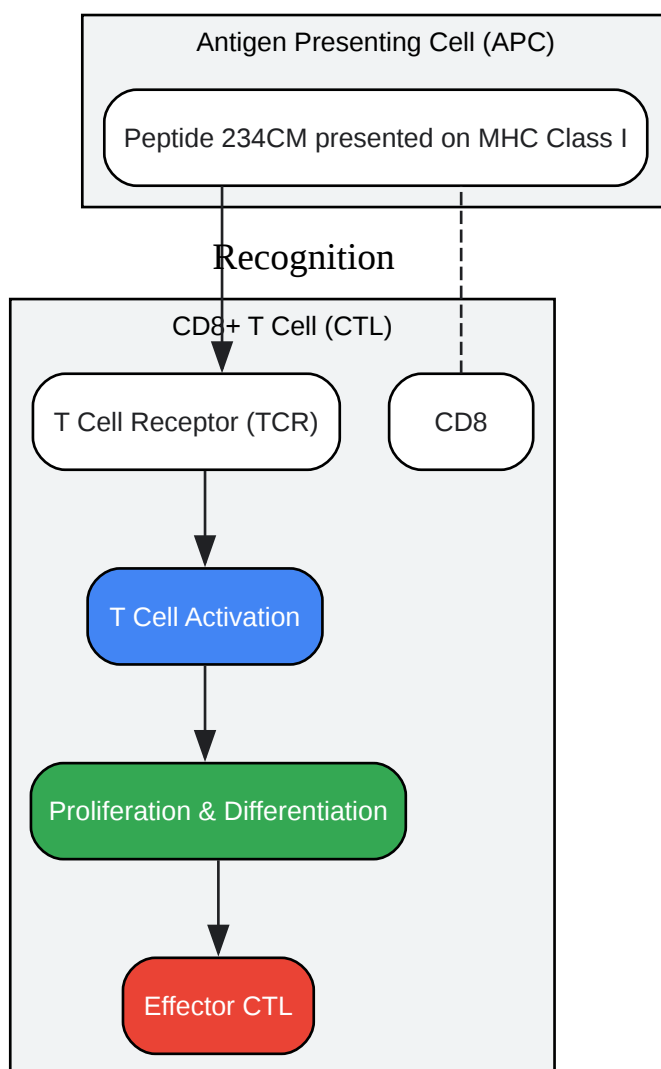 Antigen Presenting Cell (APC)
Peptide 234CM presented on MHC Class I
Recognition
CD8+ T Cell (CTL)
T Cell Receptor (TCR)
CD8
T Cell Activation
Proliferation & Differentiation
Effector CTL